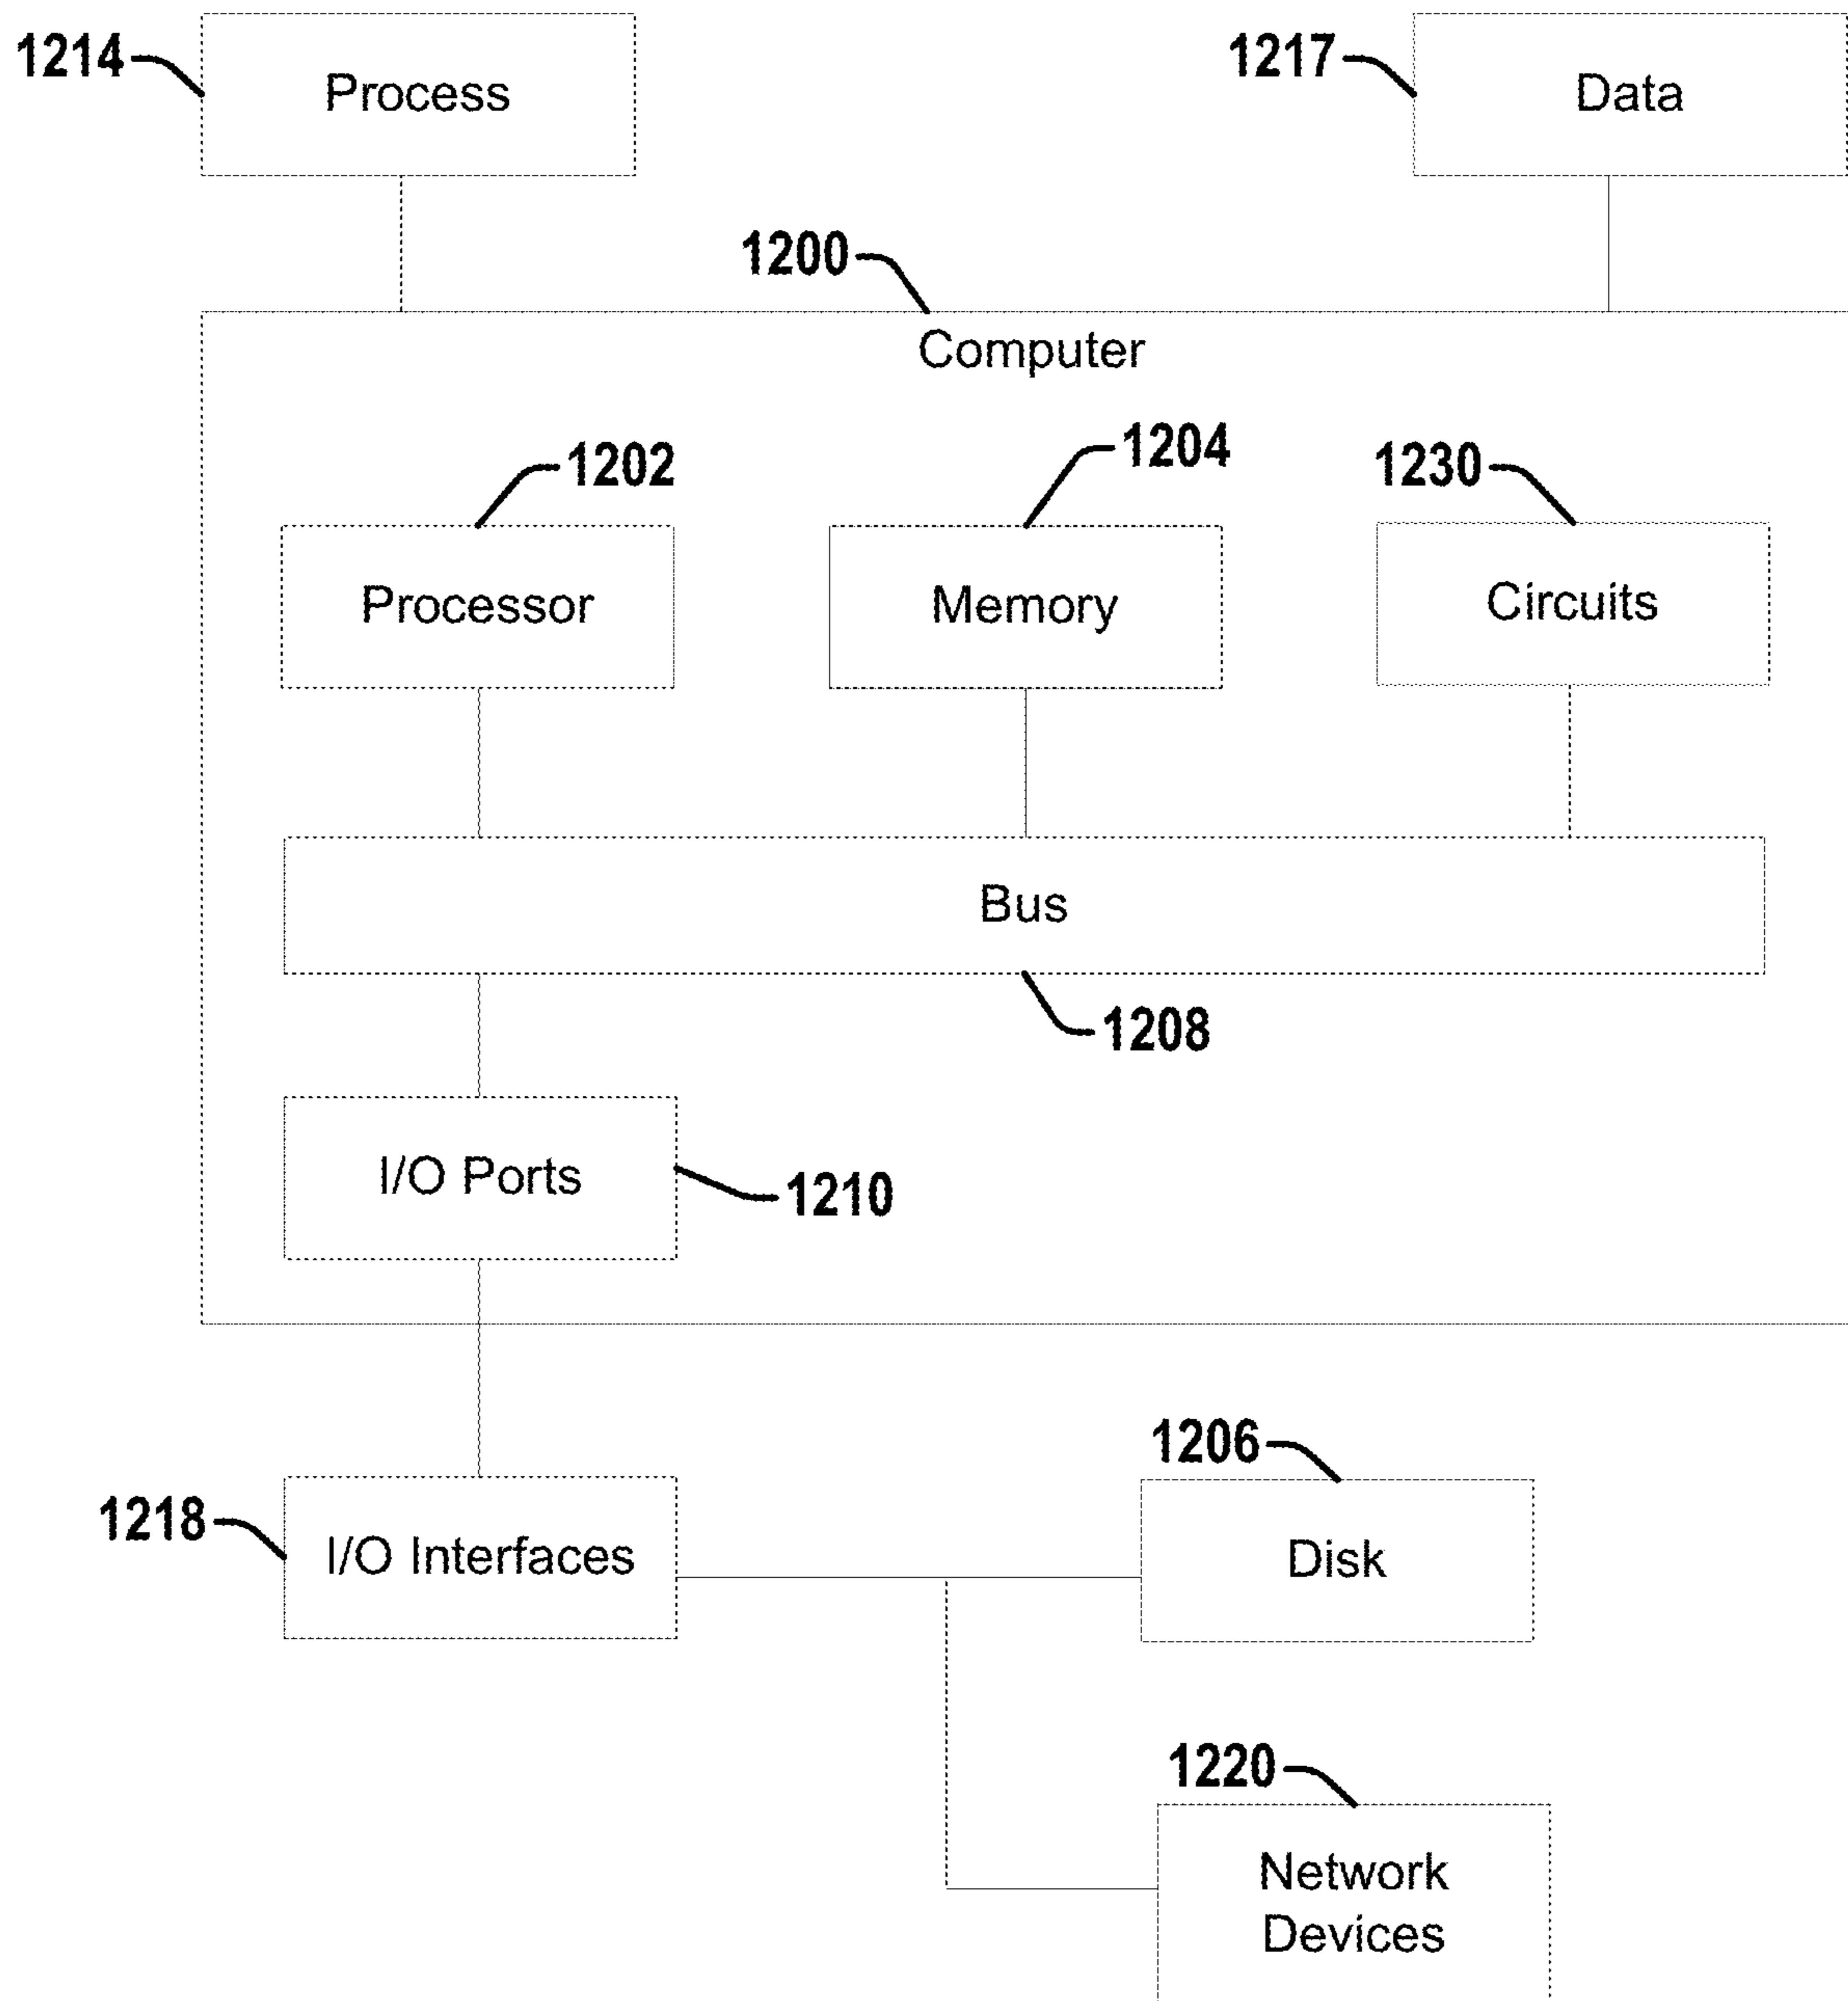 1214
Process
1217
Data
1200
Computer
1202
1204
1230
Processor
Memory
Circuits
Bus
1208
I/O Ports
1210
1206
1218
I/O Interfaces
Disk
1220
Network
Devices